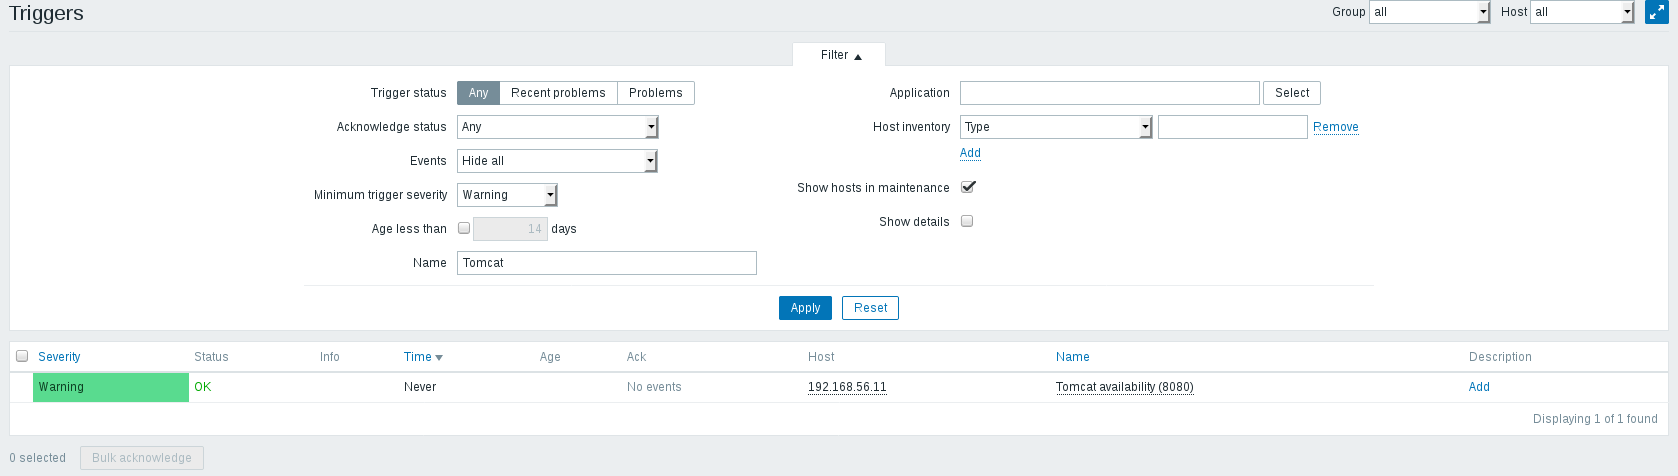 Triggers
Group all Host all
Filter
Trigger status Any Recent problems Problems
Application Select
Acknowledge status Any
Host inventory Type Remove
Events Hide all
Add
Minimum trigger severity Warning
Show hosts in maintenance
Age less than 14 days
Show details
Name Tomcat
Apply Reset
Severity Status Info Time Age Ack Host Name Description
Warning OK Never No events 192.168.56.11 Tomcat availability (8080) Add
Displaying 1 of 1 found
0 selected Bulk acknowledge